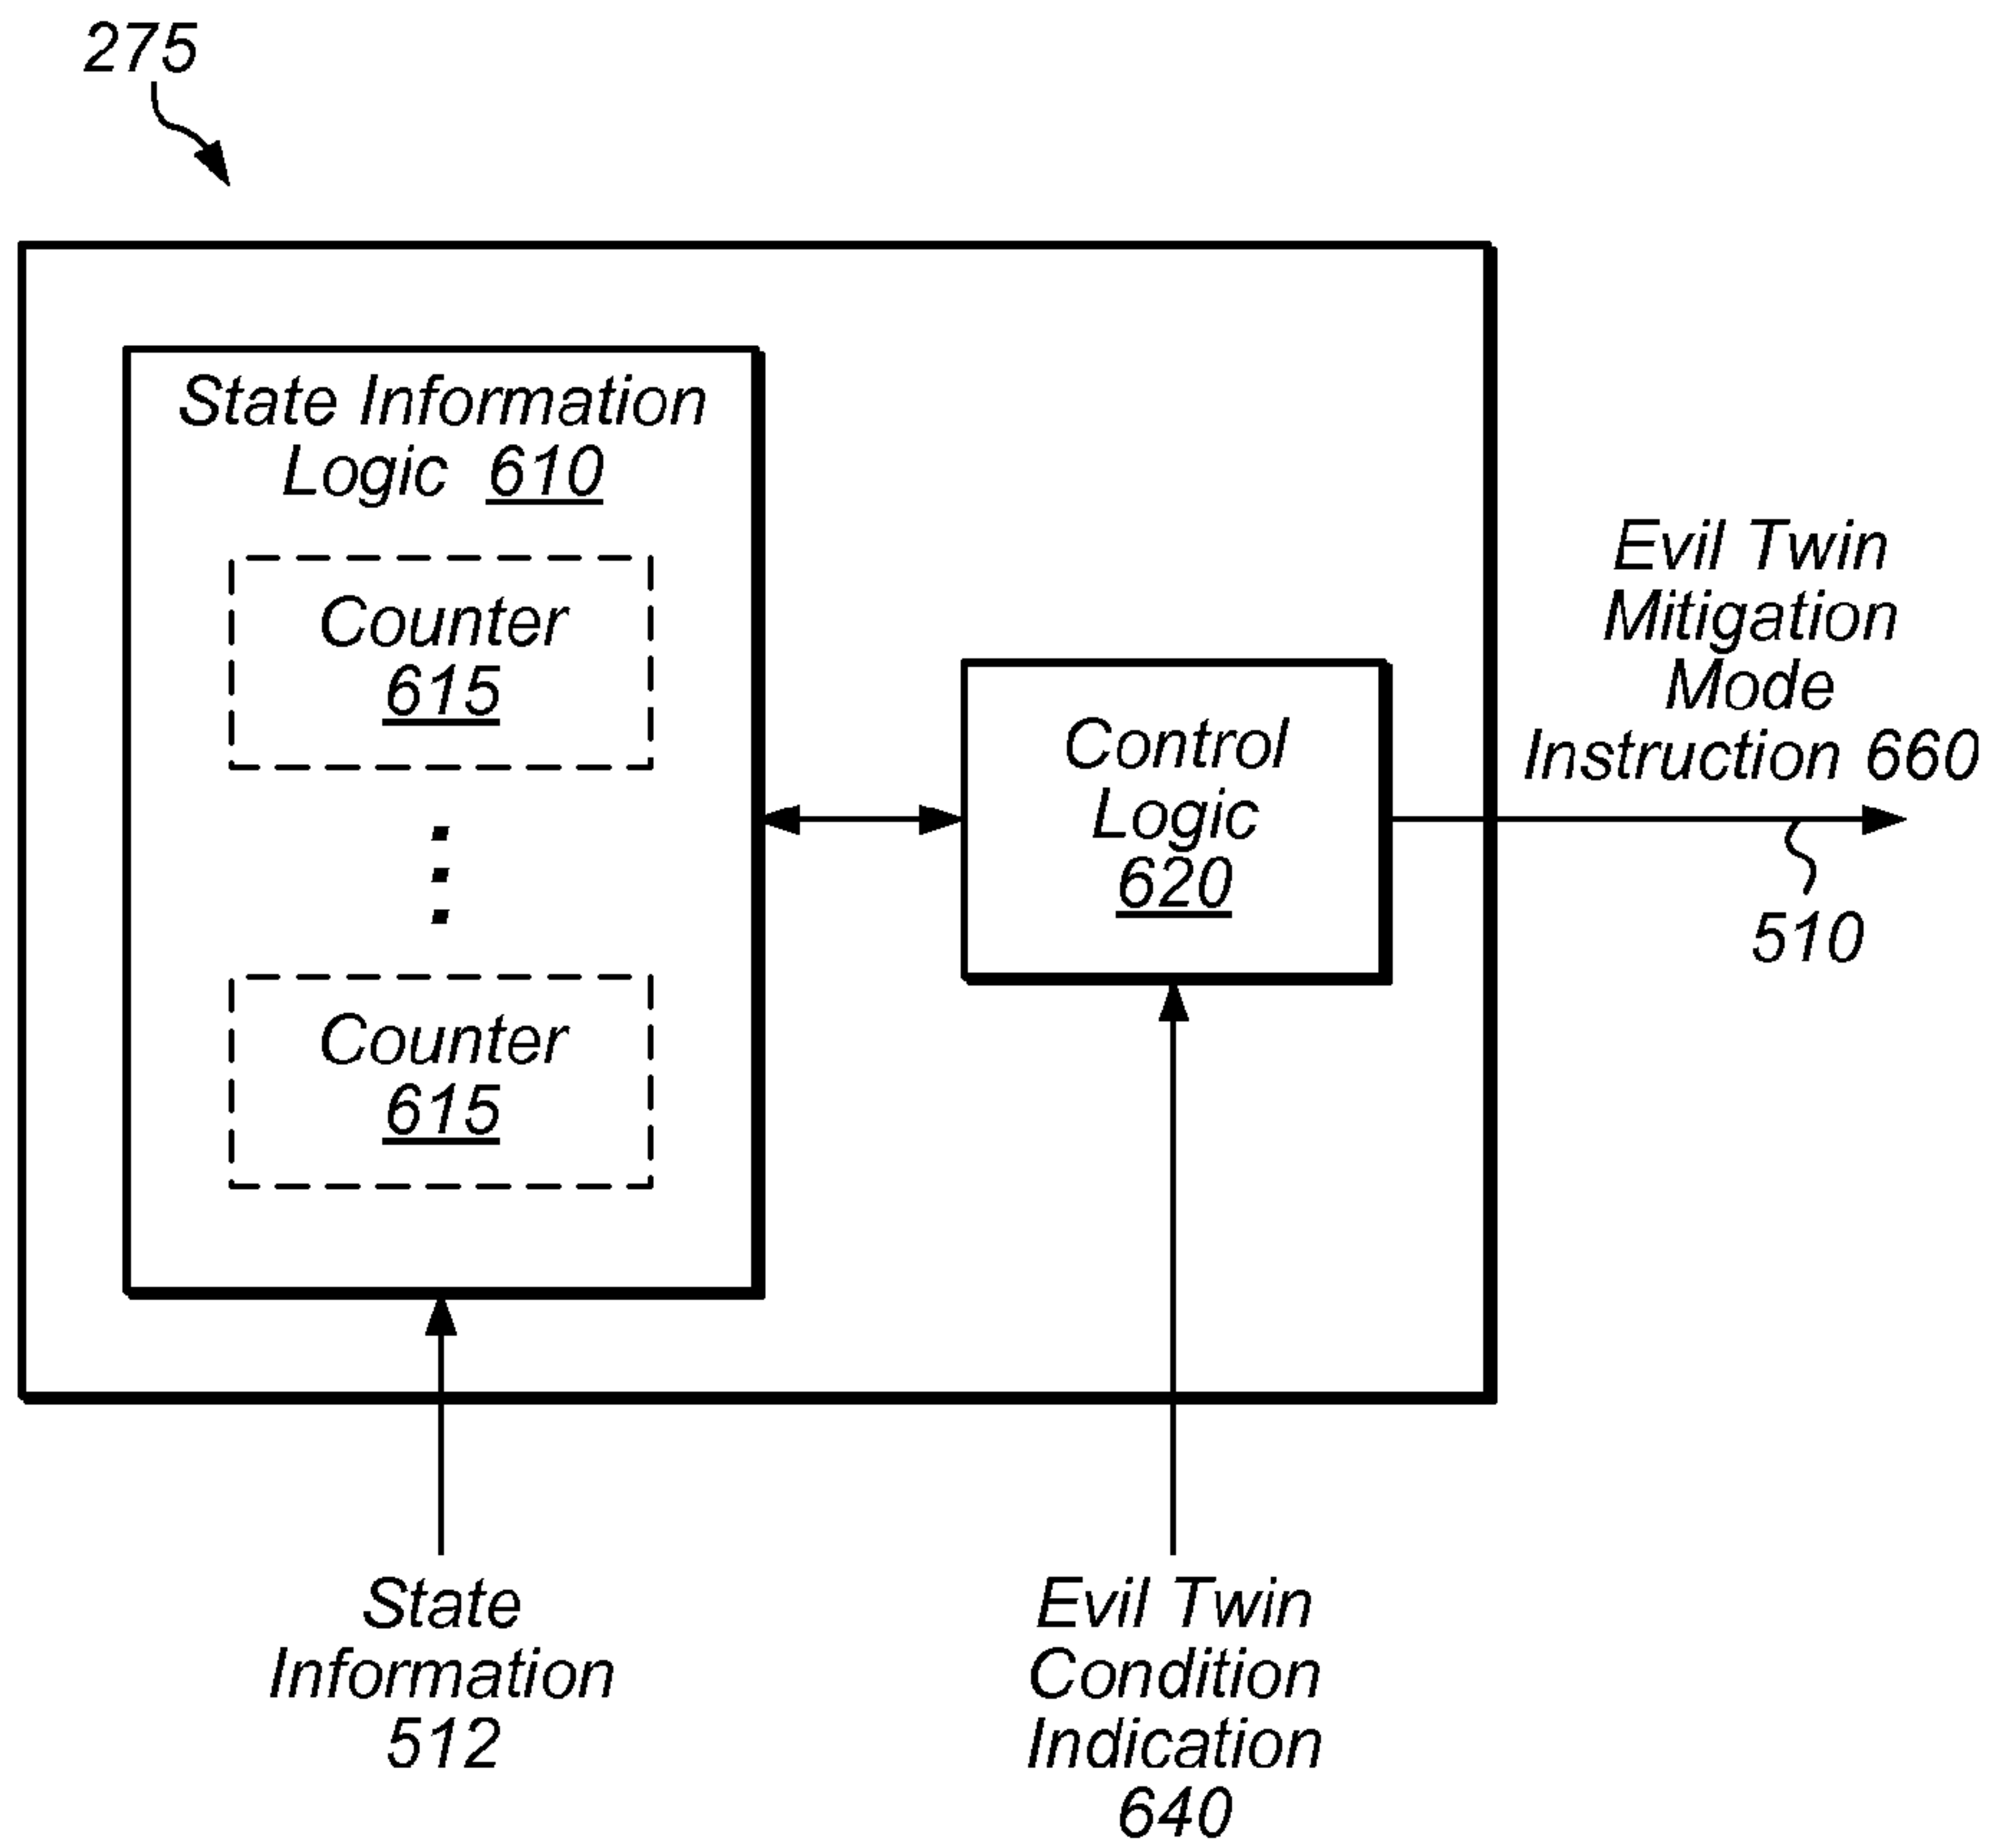 275
State Information
Logic 610
Counter
615
Counter
615
Control
Logic
620
Evil Twin
Mitigation
Mode
Instruction 660
510
State
Information
512
Evil Twin
Condition
Indication
640